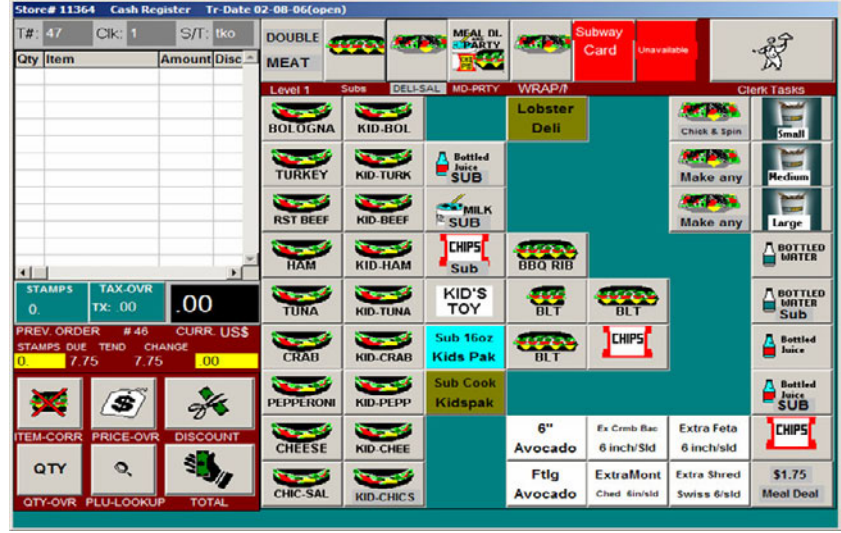 Store# 11364 Cash Register Tr-Date 02-08-06(open)
T#: 47 Clk: 1 S/T: tko
Qty Item Amount Disc
DOUBLE
MEAT
MEAL DL
PARTY
Subway
Card
Unavailable
Level 1 Subs DELI-SAL MD-PRTY WRAP/ Clerk Tasks
BOLOGNA KID-BOL
Lobster
Deli
Chick & Spin Small
TURKEY KID-TURK
Bottled
Juice
SUB
Make any Medium
RST BEEF KID-BEEF
MILK
SUB
Make any Large
HAM KID-HAM
CHIPS
Sub
BBQ RIB
BOTTLED
WATER
STAMPS TAX-OVR
0. TX: .00 .00
TUNA KID-TUNA
KID'S
TOY
BLT BLT
BOTTLED
WATER
Sub
PREV. ORDER # 46 CURR. US$
STAMPS DUE TEND CHANGE
0. 7.75 7.75 .00
CRAB KID-CRAB
Sub 16oz
Kids Pak
BLT
CHIPS
Bottled
Juice
PEPPERONI KID-PEPP
Sub Cook
Kidspak
Bottled
Juice
SUB
ITEM-CORR PRICE-OVR DISCOUNT
CHEESE KID-CHEE
6"
Avocado
Ex Crmb Bac
6 inch/Sld
Extra Feta
6 inch/sld
CHIPS
QTY
QTY-OVR PLU-LOOKUP TOTAL
CHIC-SAL KID-CHICS
Ftlg
Avocado
ExtraMont
Ched 6in/sld
Extra Shred
Swiss 6/sld
$1.75
Meal Deal